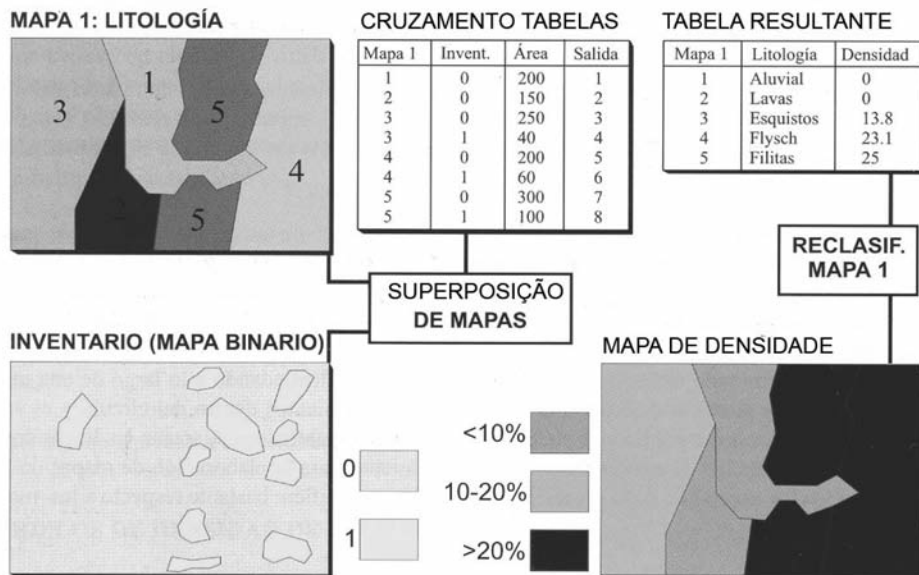 MAPA 1: LITOLOGÍA
3
1
5
4
2
5
CRUZAMENTO TABELAS
Mapa 1 Invent. Área Salida
1 0 200 1
2 0 150 2
3 0 250 3
3 1 40 4
4 0 200 5
4 1 60 6
5 0 300 7
5 1 100 8
TABELA RESULTANTE
Mapa 1 Litología Densidad
1 Aluvial 0
2 Lavas 0
3 Esquistos 13.8
4 Flysch 23.1
5 Filitas 25
SUPERPOSIÇÃO
DE MAPAS
RECLASIF.
MAPA 1
INVENTARIO (MAPA BINARIO)
0
1
<10%
10-20%
>20%
MAPA DE DENSIDADE